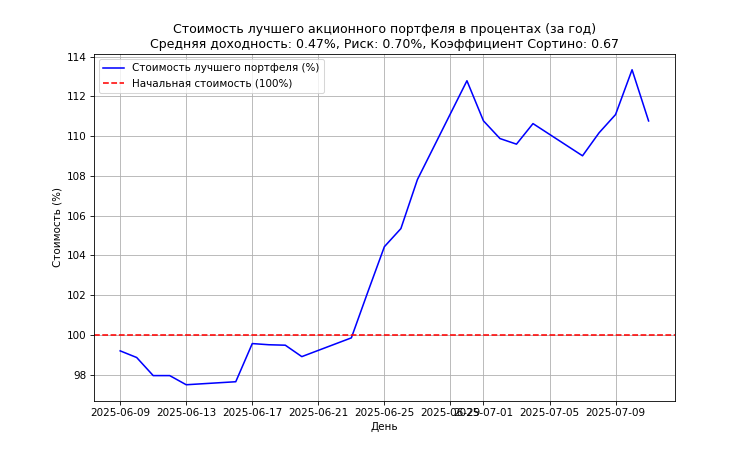 Стоимость лучшего акционного портфеля в процентах (за год)
Средняя доходность: 0.47%, Риск: 0.70%, Коэффициент Сортино: 0.67
Стоимость лучшего портфеля (%)
Начальная стоимость (100%)
114
112
110
108
106
104
102
100
98
Стоимость (%)
2025-06-09 2025-06-13 2025-06-17 2025-06-21 2025-06-25 2025-06-29 2025-07-01 2025-07-05 2025-07-09
День